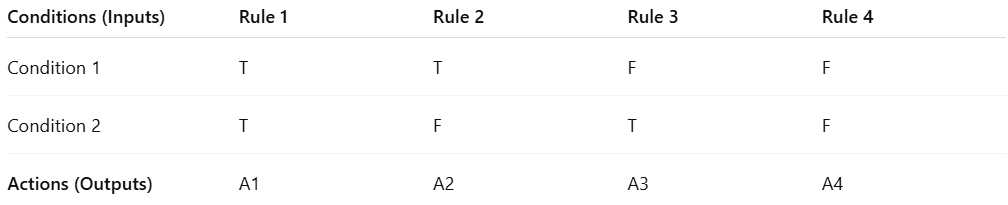 Conditions (Inputs) Rule 1 Rule 2 Rule 3 Rule 4
Condition 1 T T F F
Condition 2 T F T F
Actions (Outputs) A1 A2 A3 A4